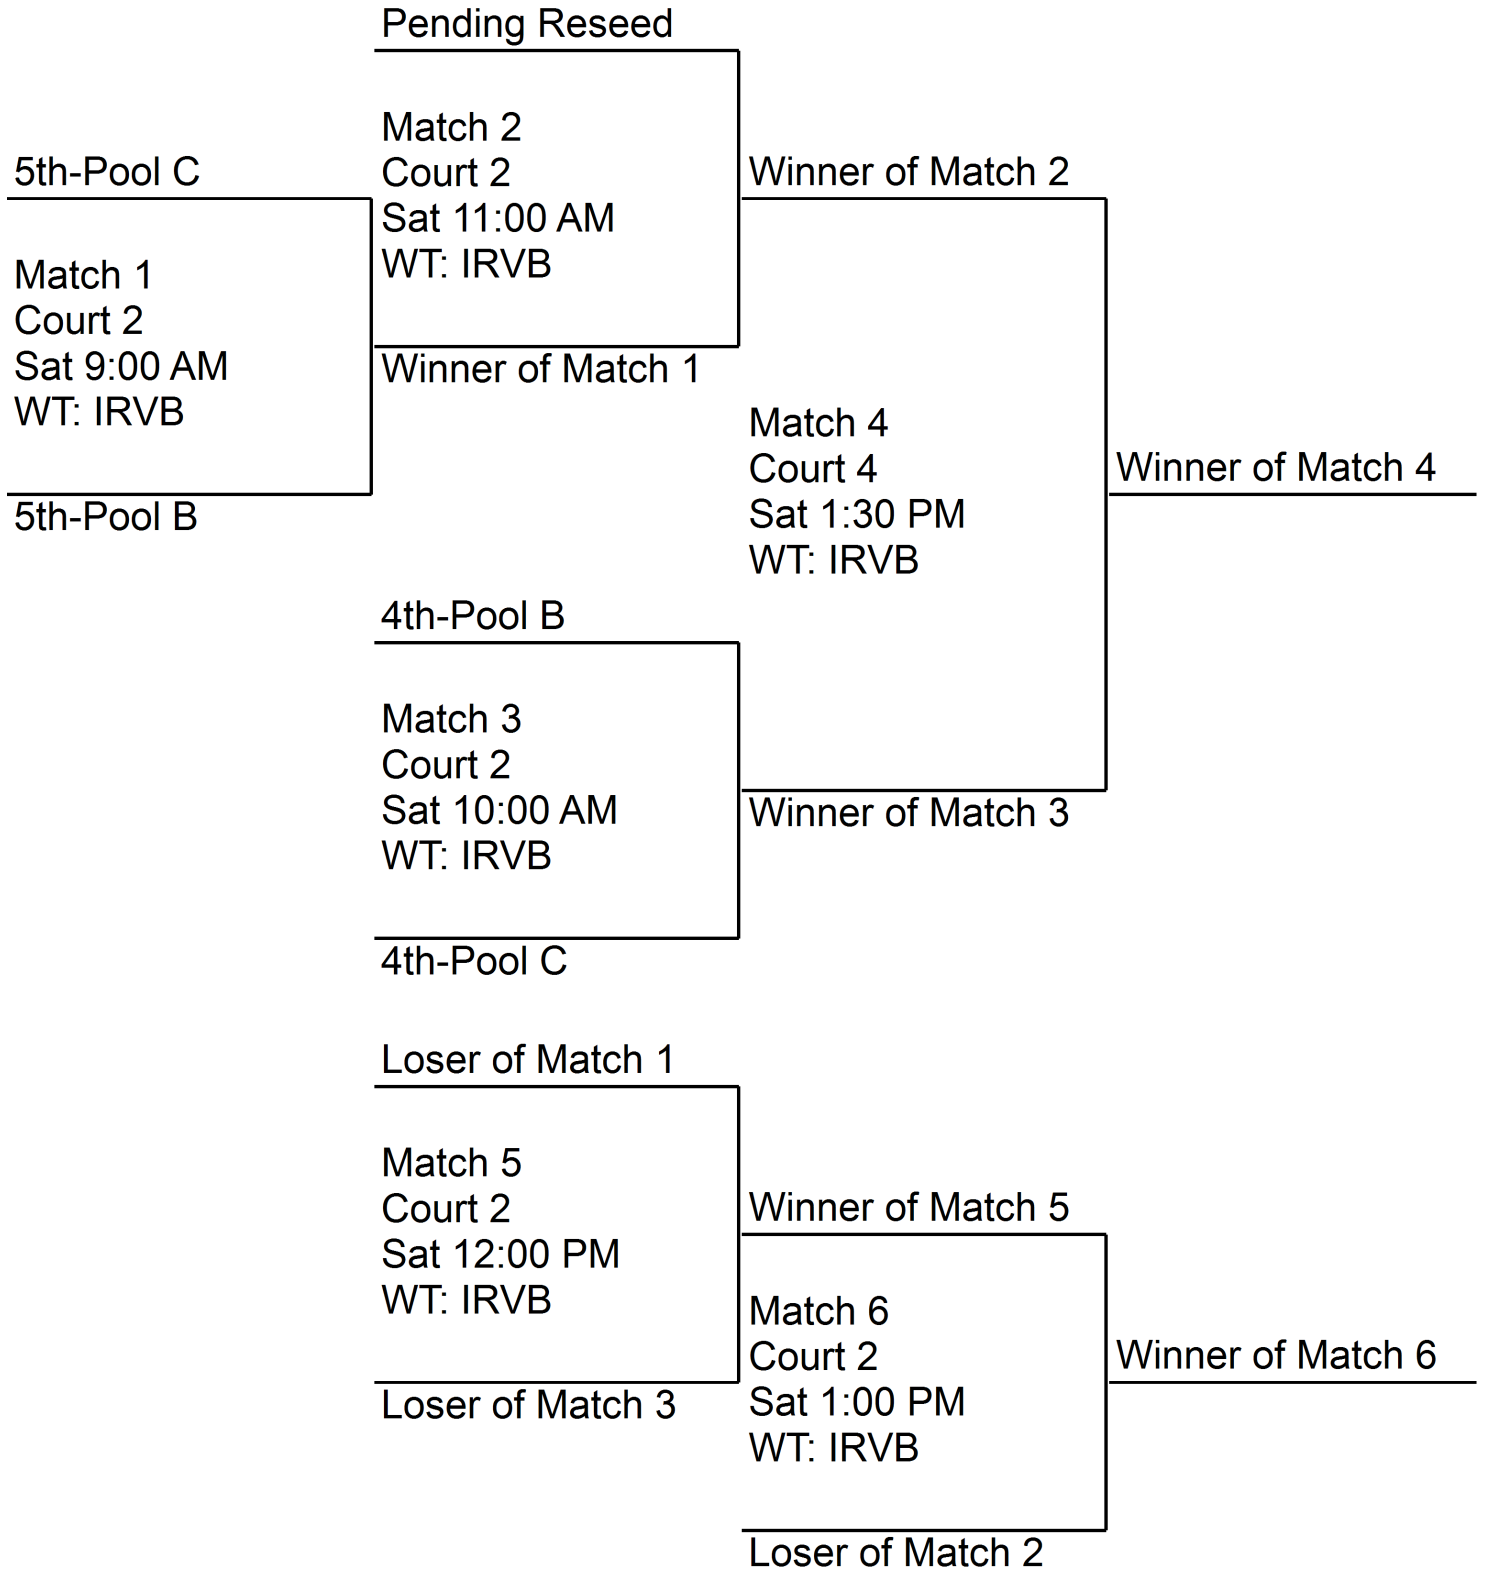 Pending Reseed
Match 2
Court 2
Sat 11:00 AM
WT: IRVB
5th-Pool C
Winner of Match 2
Match 1
Court 2
Sat 9:00 AM
WT: IRVB
Winner of Match 1
5th-Pool B
Match 4
Court 4
Sat 1:30 PM
WT: IRVB
Winner of Match 4
4th-Pool B
Match 3
Court 2
Sat 10:00 AM
WT: IRVB
Winner of Match 3
4th-Pool C
Loser of Match 1
Match 5
Court 2
Sat 12:00 PM
WT: IRVB
Winner of Match 5
Loser of Match 3
Match 6
Court 2
Sat 1:00 PM
WT: IRVB
Winner of Match 6
Loser of Match 2